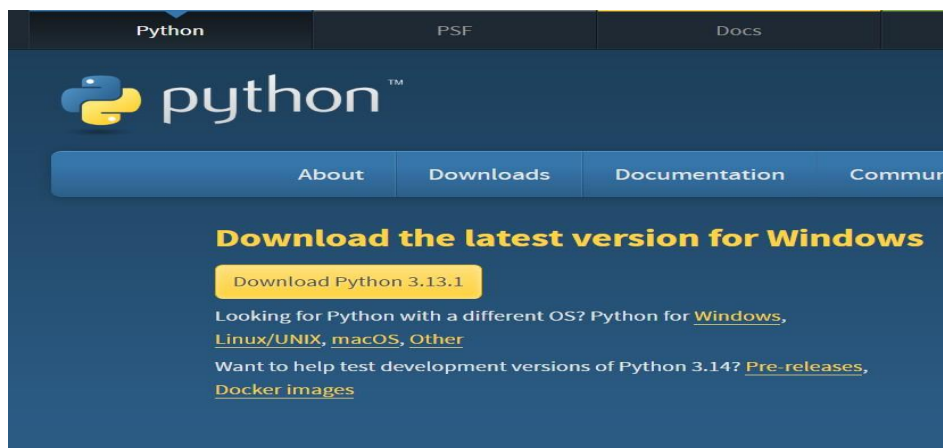 Python PSF Docs
python™
About Downloads Documentation
Download the latest version for Windows
Download Python 3.13.1
Looking for Python with a different OS? Python for Windows,
Linux/UNIX, macOS, Other
Want to help test development versions of Python 3.14? Pre-releases,
Docker images